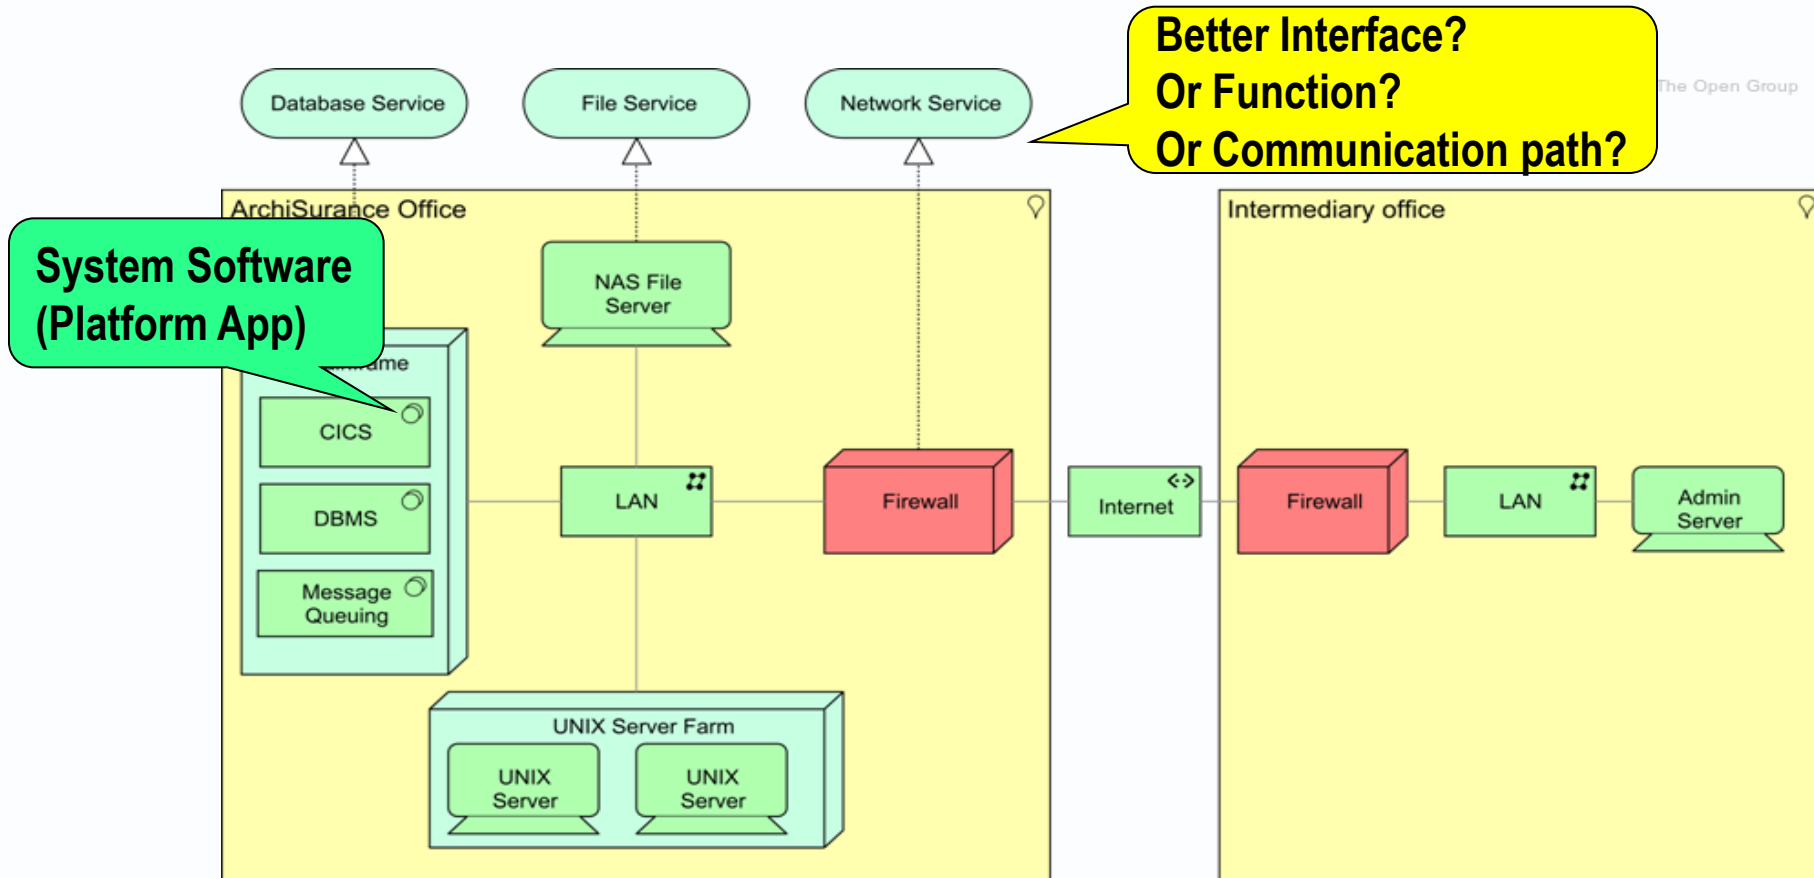 Better Interface?
Or Function?
Or Communication path?
The Open Group
Database Service
File Service
Network Service
ArchiSurance Office
Intermediary office
System Software
(Platform App)
NAS File
Server
CICS
DBMS
Message
Queuing
LAN
Firewall
Internet
Firewall
LAN
Admin
Server
UNIX Server Farm
UNIX
Server
UNIX
Server